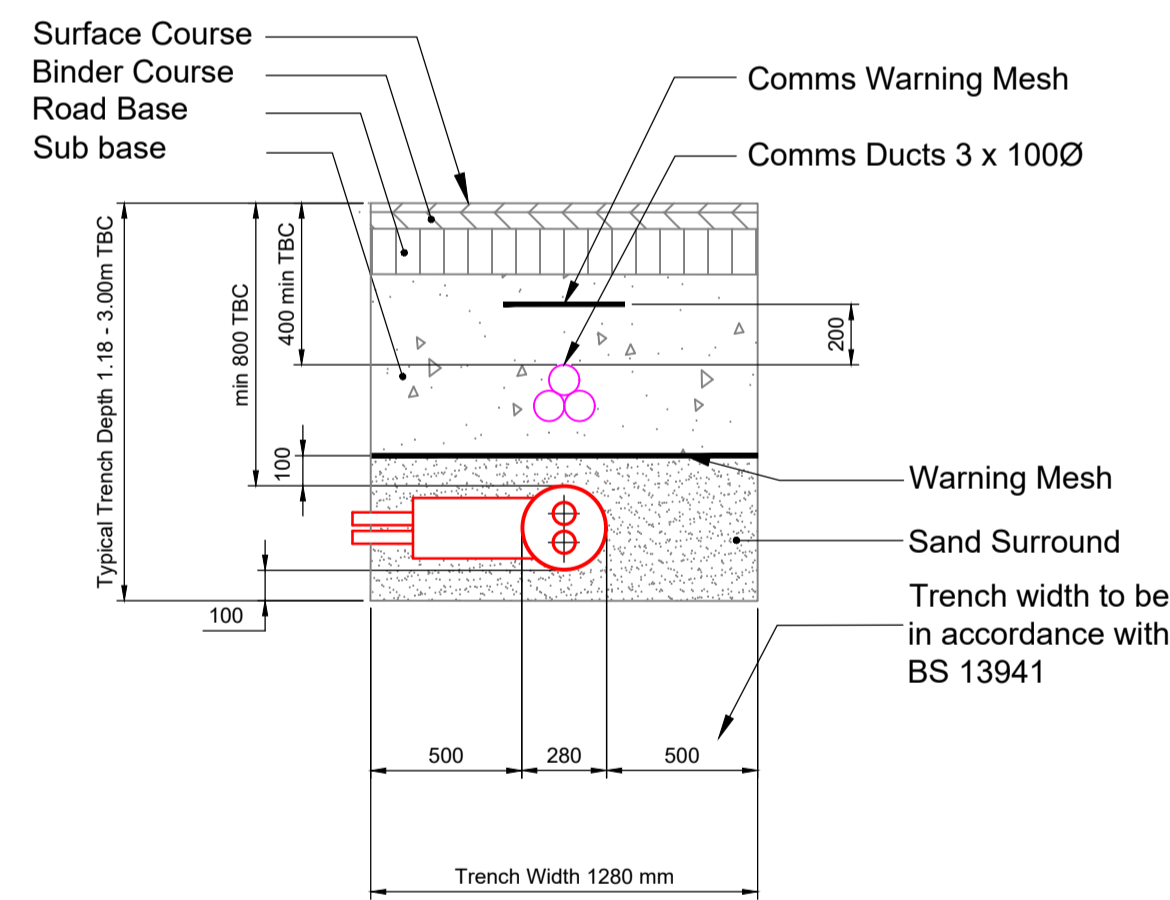 Surface Course
Binder Course
Road Base
Sub base
Comms Warning Mesh
Comms Ducts 3 x 100Ø
Typical Trench Depth 1.18 - 3.00m TBC
min 800 TBC
400 min TBC
200
100
100
Warning Mesh
Sand Surround
Trench width to be
in accordance with
BS 13941
500
280
500
Trench Width 1280 mm